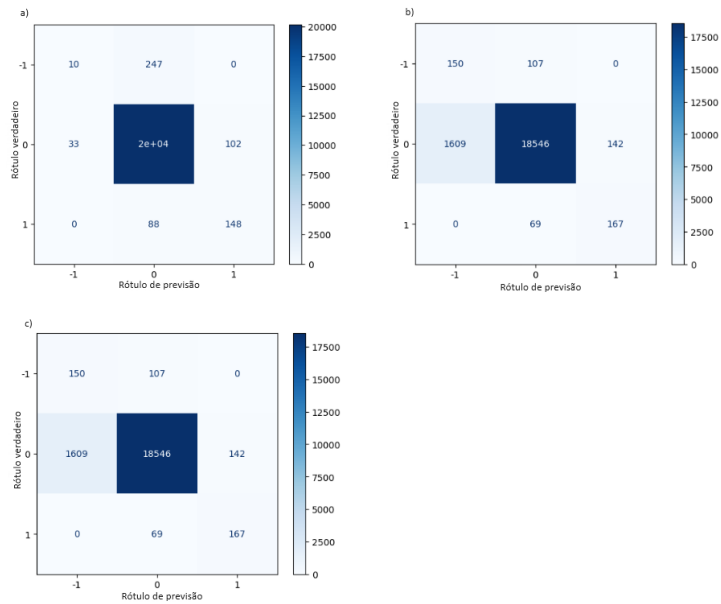 a)
-1 10 247 0
0 33 2e+04 102
1 0 88 148
-1 0 1
Rótulo de previsão
Rótulo verdadeiro
20000
17500
15000
12500
10000
7500
5000
2500
0
b)
-1 150 107 0
0 1609 18546 142
1 0 69 167
-1 0 1
Rótulo de previsão
Rótulo verdadeiro
17500
15000
12500
10000
7500
5000
2500
0
c)
-1 150 107 0
0 1609 18546 142
1 0 69 167
-1 0 1
Rótulo de previsão
Rótulo verdadeiro
17500
15000
12500
10000
7500
5000
2500
0